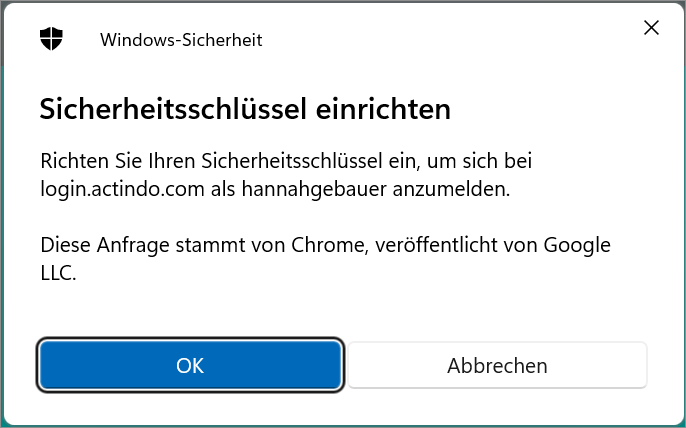 Windows-Sicherheit
Sicherheitsschlüssel einrichten
Richten Sie Ihren Sicherheitsschlüssel ein, um sich bei
login.actindo.com als hannahgebauer anzumelden.
Diese Anfrage stammt von Chrome, veröffentlicht von Google
LLC.
OK
Abbrechen